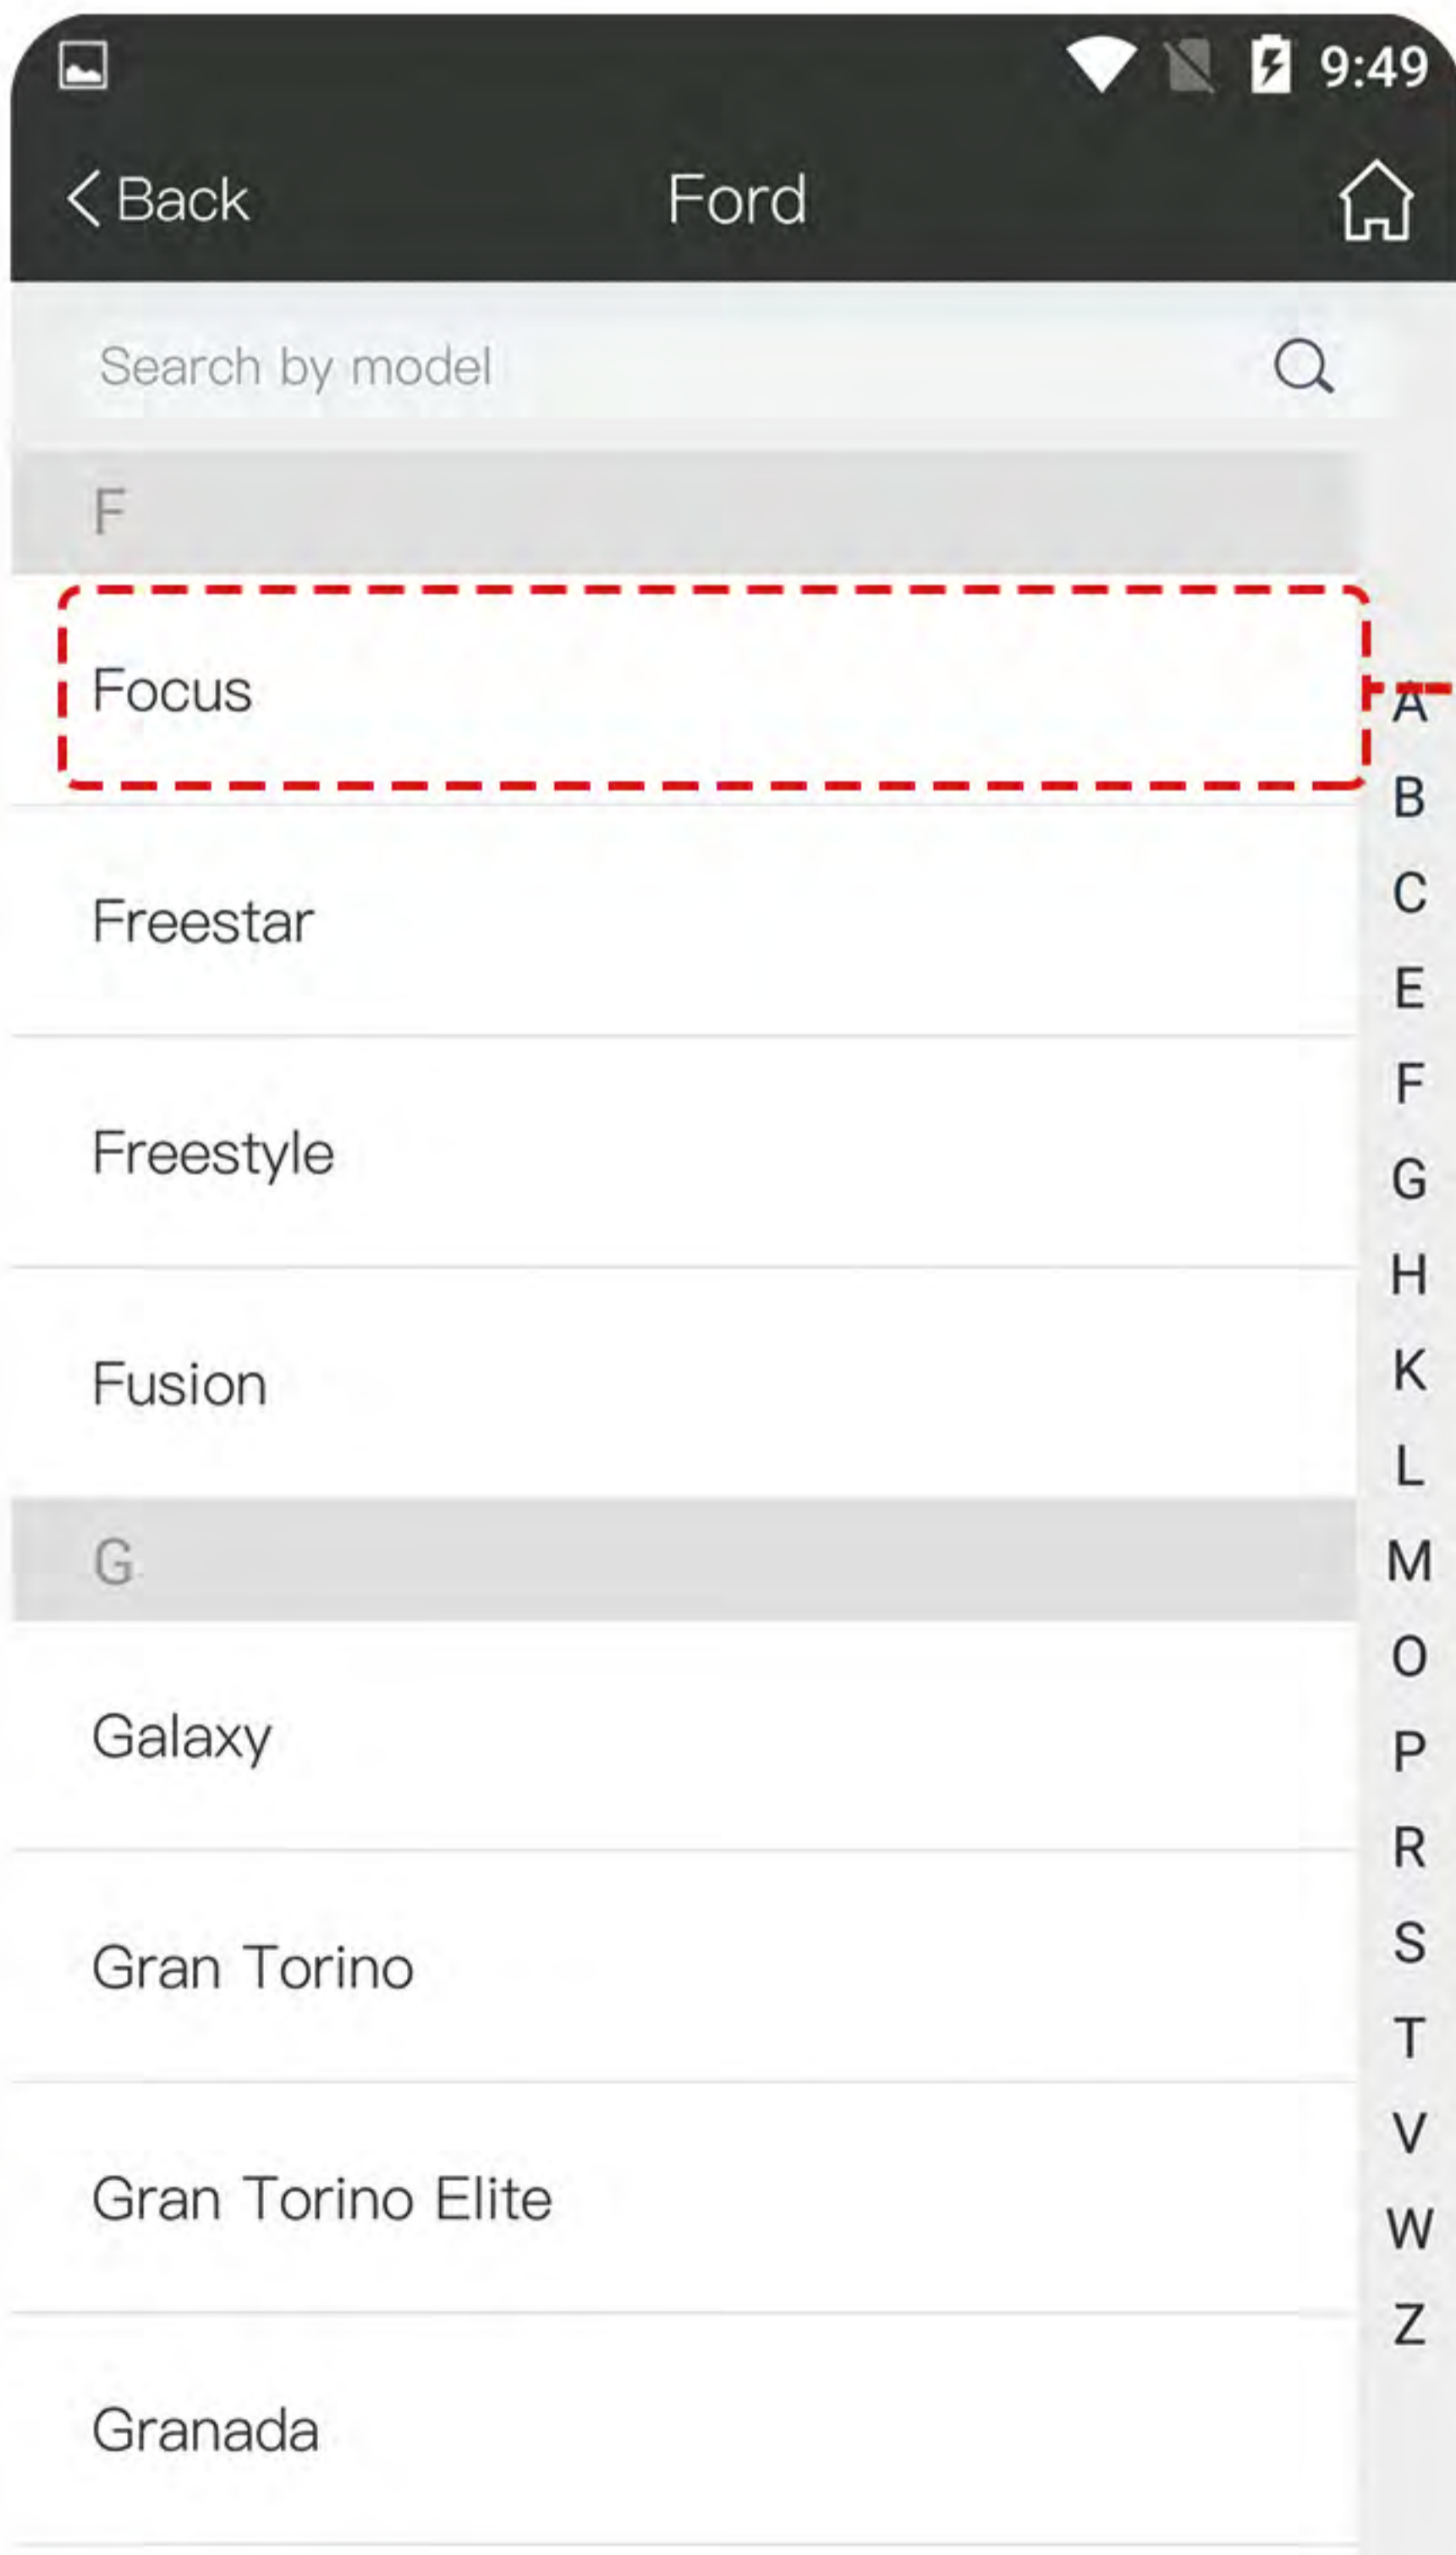 9:49
Back
Ford
Search by model
F
Focus
Freestar
Freestyle
Fusion
G
Galaxy
Gran Torino
Gran Torino Elite
Granada
A
B
C
E
F
G
H
K
L
M
O
P
R
S
T
V
W
Z